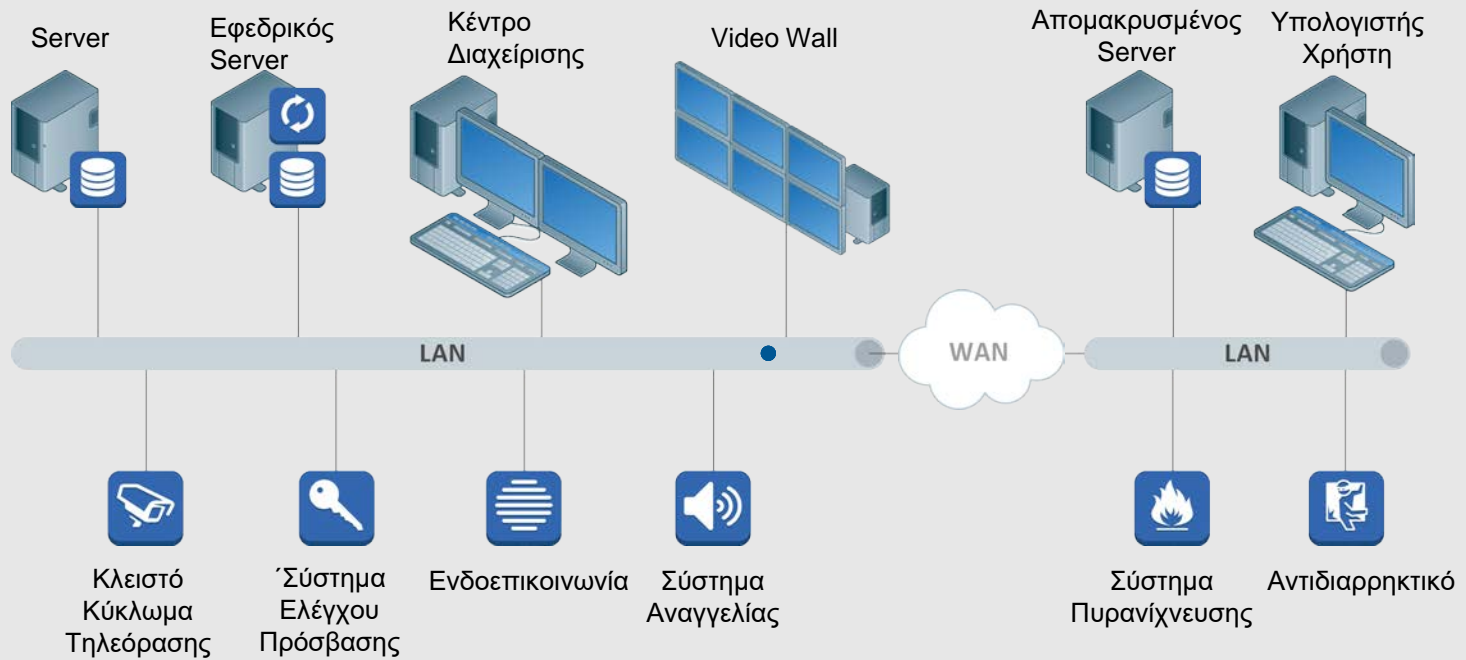 Server
Εφεδρικός
Server
Κέντρο
Διαχείρισης
Video Wall
Απομακρυσμένος
Server
Υπολογιστής
Χρήστη
LAN
WAN
LAN
Κλειστό
Κύκλωμα
Τηλεόρασης
΄Σύστημα
Ελέγχου
Πρόσβασης
Ενδοεπικοινωνία
Σύστημα
Αναγγελίας
Σύστημα
Πυρανίχνευσης
Αντιδιαρρηκτικό